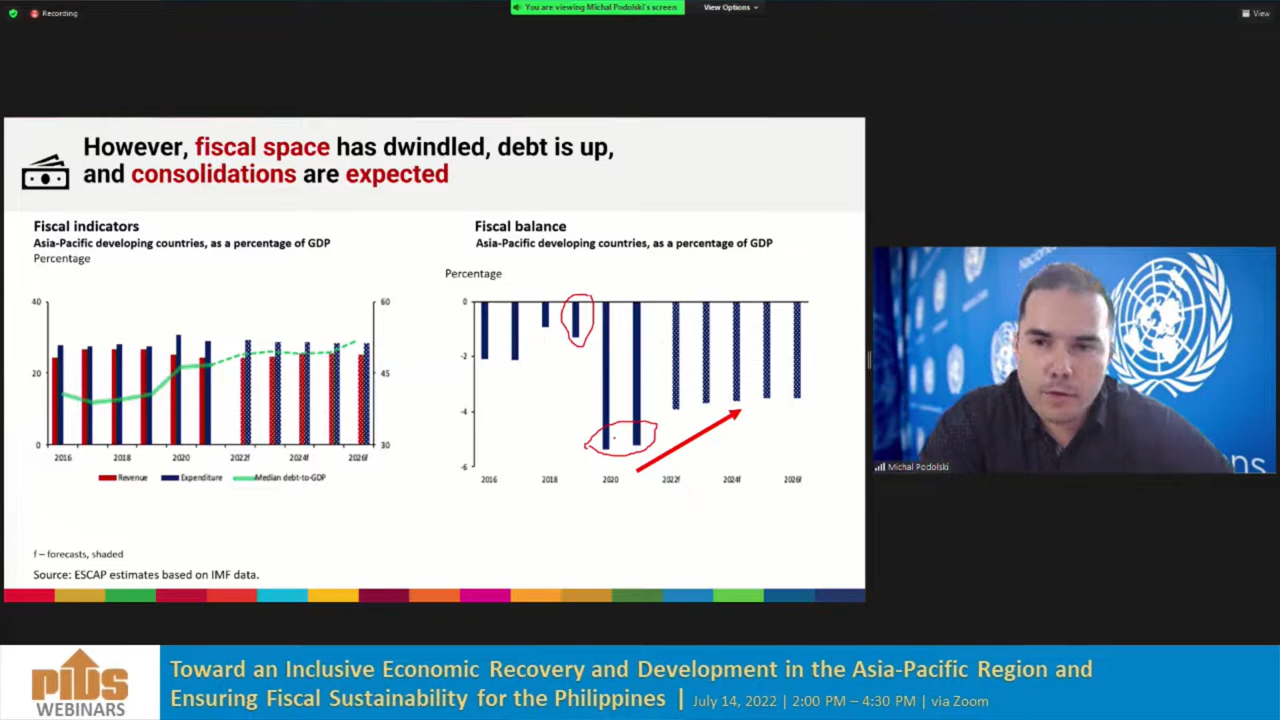 Recording
You are viewing Michal Podolski's screen
View Options
View
However, fiscal space has dwindled, debt is up,
and consolidations are expected
Fiscal indicators
Asia-Pacific developing countries, as a percentage of GDP
Percentage
40
20
0
60
45
30
2016
2018
2020
2022f
2024f
2026f
Revenue
Expenditure
Median debt-to-GDP
Fiscal balance
Asia-Pacific developing countries, as a percentage of GDP
Percentage
0
-2
-4
-6
2016
2018
2020
2022f
2024f
2026f
f – forecasts, shaded
Source: ESCAP estimates based on IMF data.
Michal Podolski
PIDS
WEBINARS
Toward an Inclusive Economic Recovery and Development in the Asia-Pacific Region and
Ensuring Fiscal Sustainability for the Philippines | July 14, 2022 | 2:00 PM – 4:30 PM | via Zoom